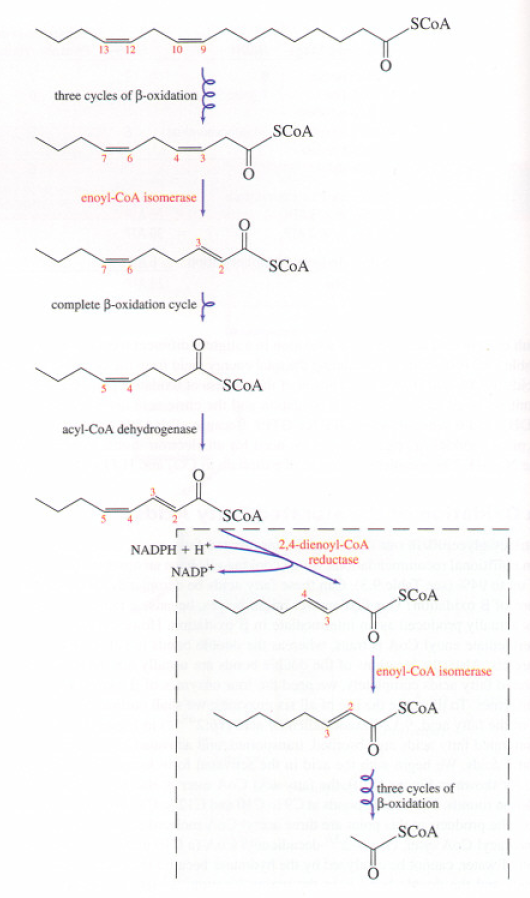 SCoA
13 12 10 9
O
three cycles of β-oxidation
SCoA
7 6 4 3
O
enoyl-CoA isomerase
O
3
SCoA
7 6 2
complete β-oxidation cycle
O
SCoA
5 4
acyl-CoA dehydrogenase
O
3
SCoA
5 4 2
NADPH + H⁺
2,4-dienoyl-CoA
reductase
NADP⁺
4
SCoA
3
O
enoyl-CoA isomerase
2
SCoA
3
O
three cycles of
β-oxidation
SCoA
O